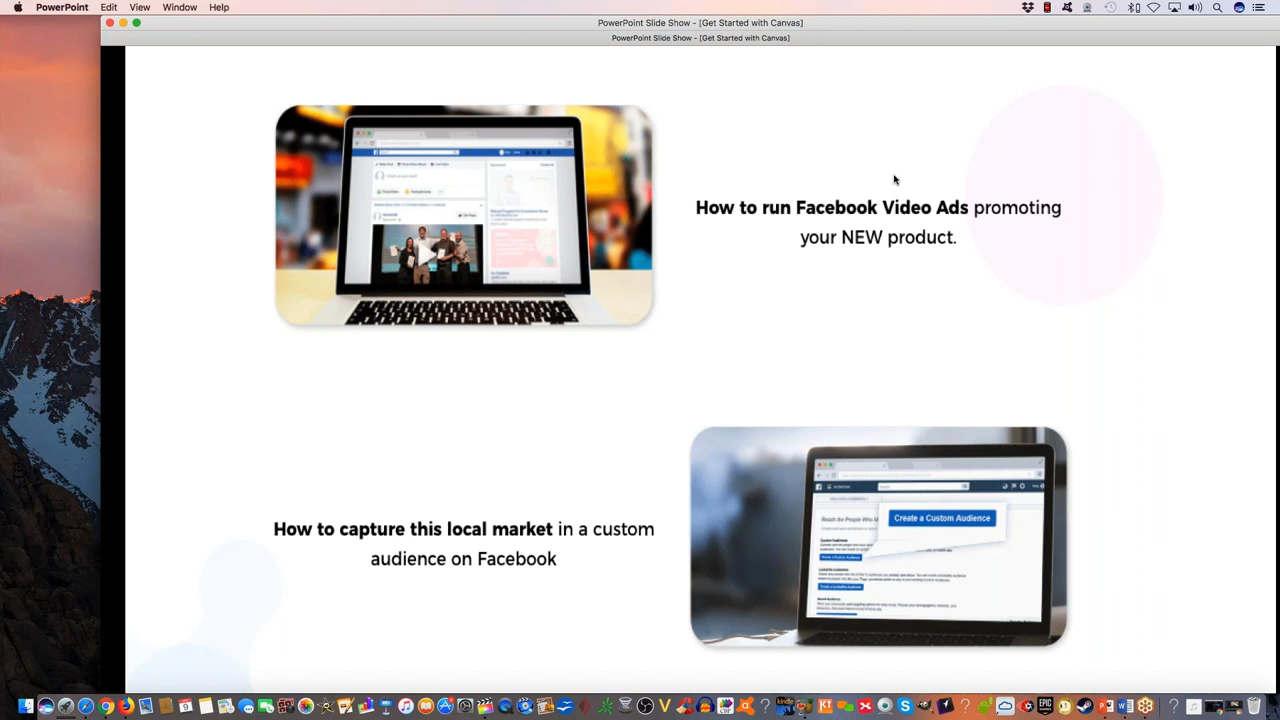 PowerPoint Edit View Window Help
PowerPoint Slide Show - [Get Started with Canvas]
PowerPoint Slide Show - [Get Started with Canvas]
How to run Facebook Video Ads promoting
your NEW product.
Create a Custom Audience
How to capture this local market in a custom
audience on Facebook